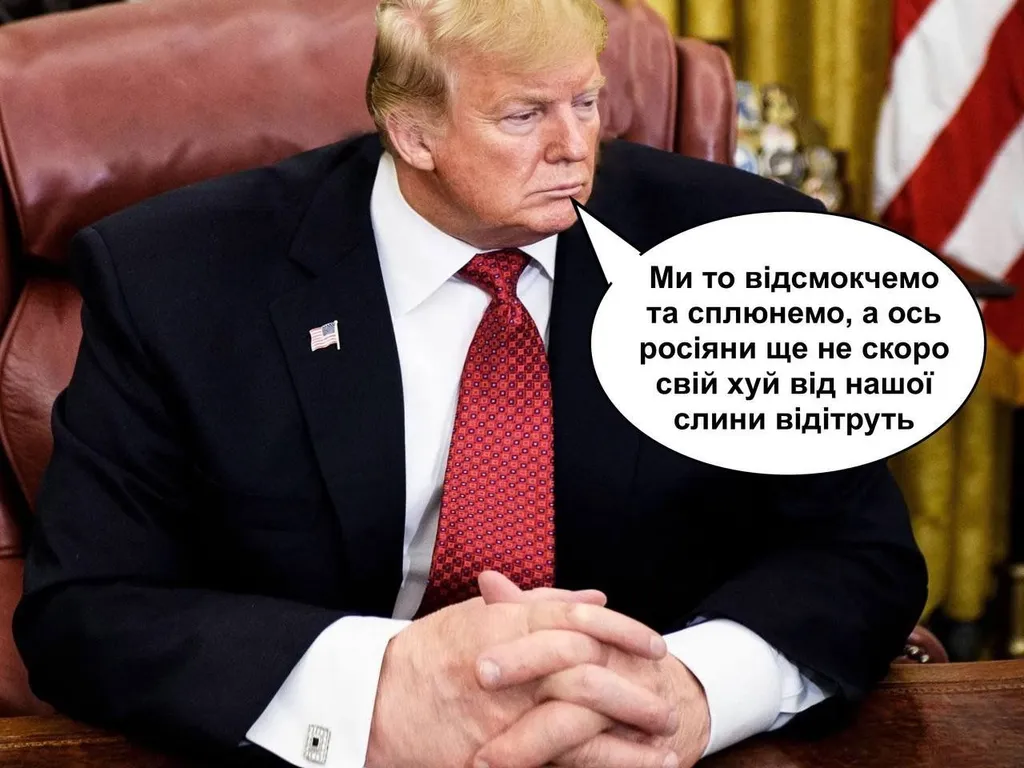 Ми то відсмокчемо
та сплюнемо, а ось
росіяни ще не скоро
свій хуй від нашої
слини відітруть